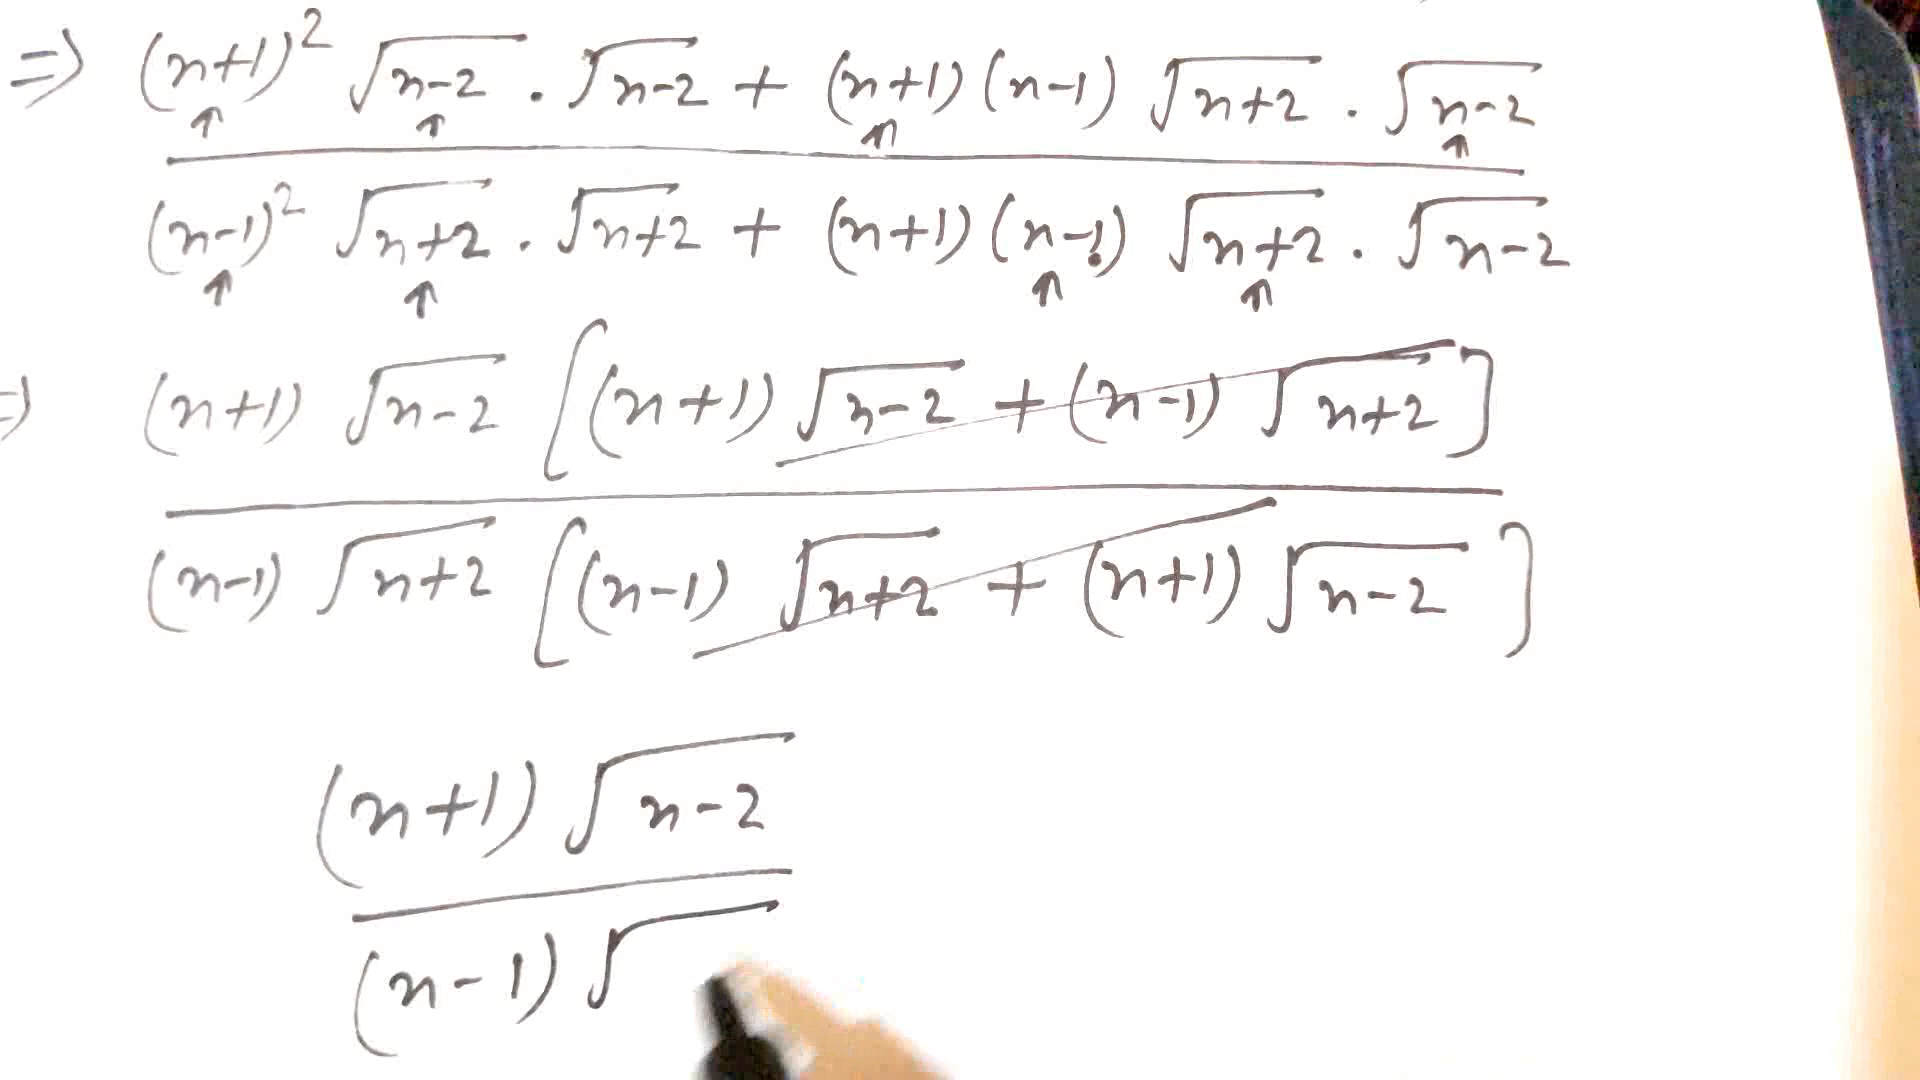 ⇒ (n+1)² √n-2 . √n-2 + (n+1) (n-1) √n+2 . √n-2
(n-1)² √n+2 . √n+2 + (n+1) (n-1) √n+2 . √n-2
⇒ (n+1) √n-2 [(n+1) √n-2 + (n-1) √n+2]
(n-1) √n+2 [(n-1) √n+2 + (n+1) √n-2]
(n+1) √n-2
(n-1) √